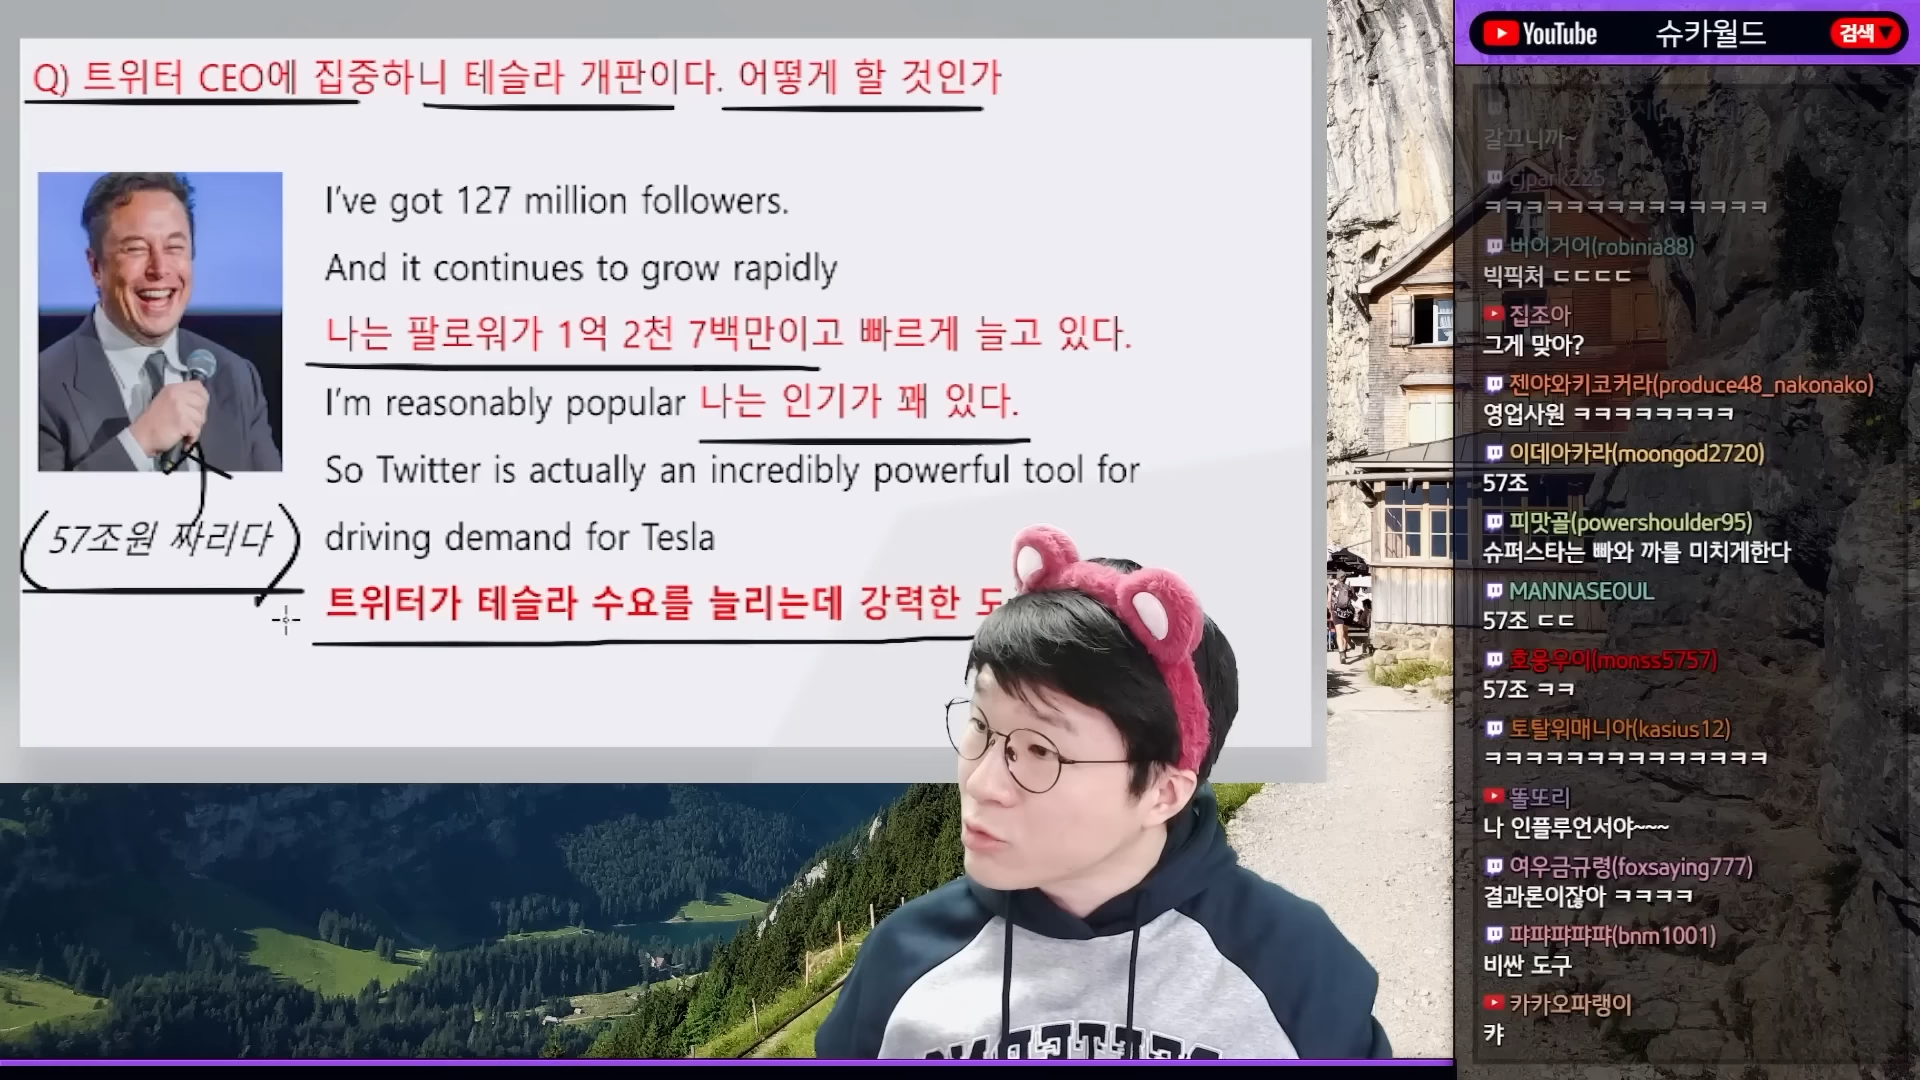 Q) 트위터 CEO에 집중하니 테슬라 개판이다. 어떻게 할 것인가
I've got 127 million followers.
And it continues to grow rapidly
나는 팔로워가 1억 2천 7백만이고 빠르게 늘고 있다.
I'm reasonably popular 나는 인기가 꽤 있다.
So Twitter is actually an incredibly powerful tool for
driving demand for Tesla
(57조원 짜리다)
트위터가 테슬라 수요를 늘리는데 강력한 도
YouTube 슈카월드 검색
갈끄니까~
cjpark225
ㅋㅋㅋㅋㅋㅋㅋㅋㅋㅋㅋㅋㅋㅋ
버어거어(robinia88)
빅픽처 ㄷㄷㄷㄷ
집조아
그게 맞아?
젠야와키코커라(produce48_nakonako)
영업사원 ㅋㅋㅋㅋㅋㅋㅋㅋ
이데아카라(moongod2720)
57조
피맛골(powershoulder95)
슈퍼스타는 빠와 까를 미치게한다
MANNASEOUL
57조 ㄷㄷ
호웅우이(monss5757)
57조 ㅋㅋ
토탈워매니아(kasius12)
ㅋㅋㅋㅋㅋㅋㅋㅋㅋㅋㅋㅋㅋㅋ
똘또리
나 인플루언서야~~~
여우금규령(foxsaying777)
결과론이잖아 ㅋㅋㅋㅋ
퍄퍄퍄퍄퍄(bnm1001)
비싼 도구
카카오파랭이
캬